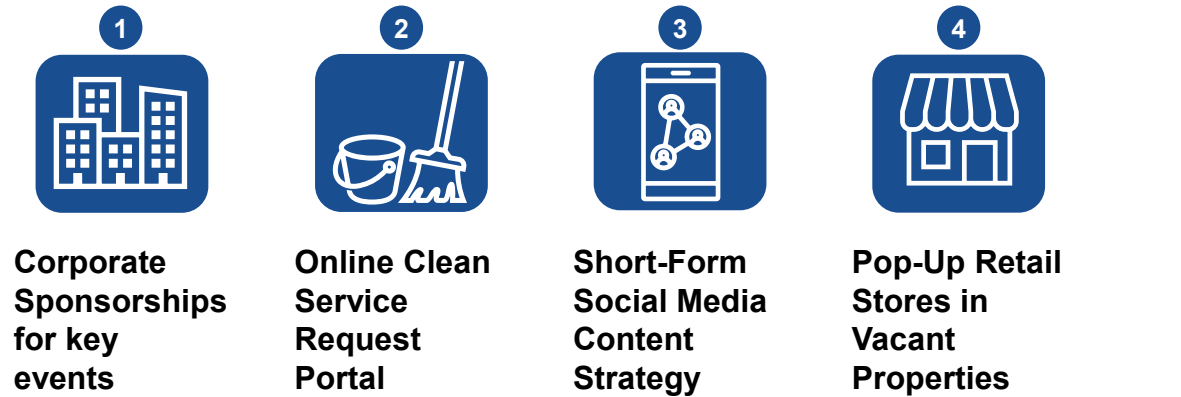 1
Corporate
Sponsorships
for key
events
2
Online Clean
Service
Request
Portal
3
Short-Form
Social Media
Content
Strategy
4
Pop-Up Retail
Stores in
Vacant
Properties